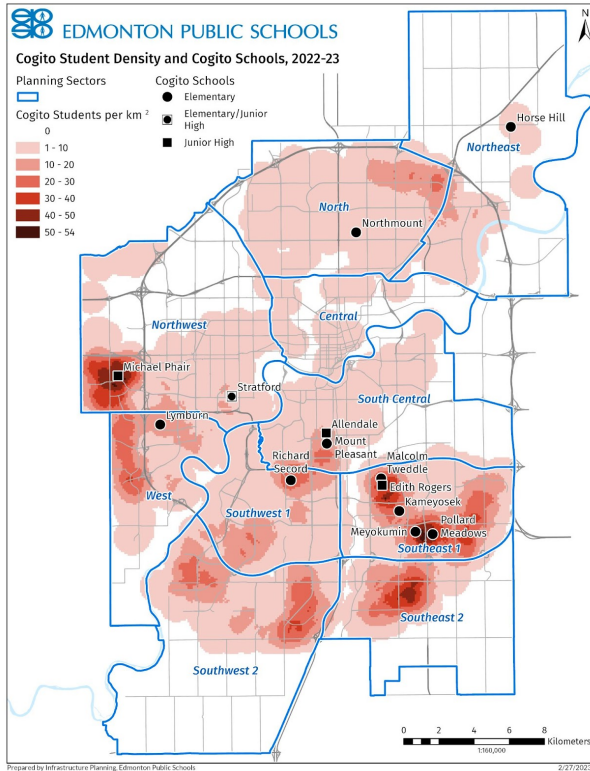 EDMONTON PUBLIC SCHOOLS
Cogito Student Density and Cogito Schools, 2022-23
Planning Sectors
Cogito Students per km 2
0
1 - 10
10 - 20
20 - 30
30 - 40
40 - 50
50 - 54
Cogito Schools
Elementary
Elementary/Junior
High
Junior High
N
Horse Hill
Northeast
North
Northmount
Northwest
Central
Michael Phair
Stratford
South Central
Lymburn
Allendale
Mount
Pleasant
Richard
Secord
Malcolm
Tweddle
Edith Rogers
West
Kameyosek
Southwest 1
Meyokumin
Pollard
Meadows
Southeast 1
Southeast 2
Southwest 2
0 2 4 6 8
Kilometers
1:160,000
Prepared by Infrastructure Planning, Edmonton Public Schools
2/27/2023